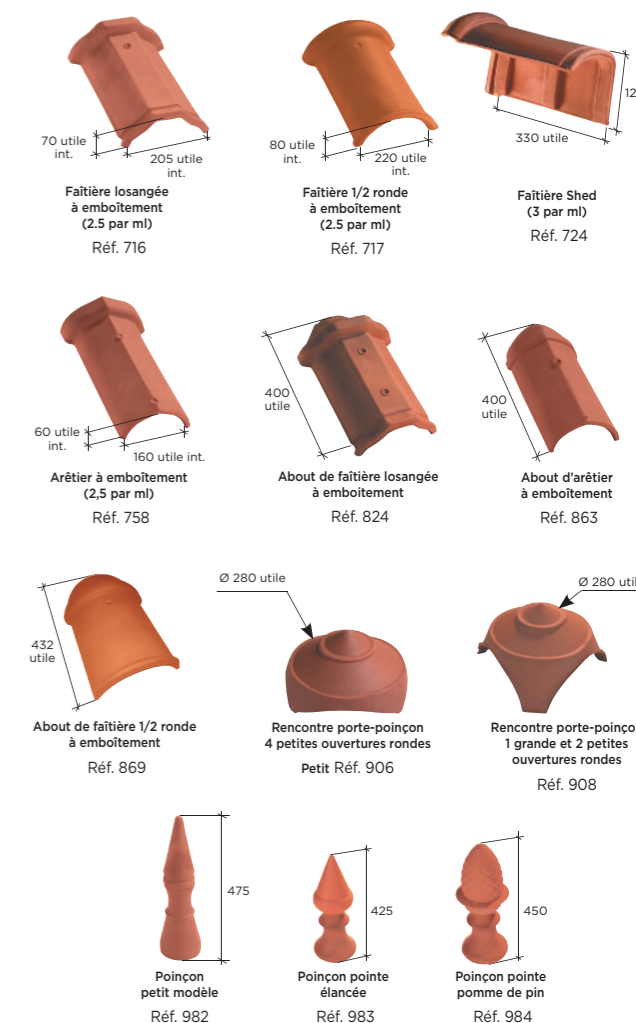 70 utile
int.
205 utile
int.
Faîtière losangée
à emboîtement
(2.5 par ml)
Réf. 716
80 utile
int.
220 utile
int.
Faîtière 1/2 ronde
à emboîtement
(2.5 par ml)
Réf. 717
12
330 utile
Faîtière Shed
(3 par ml)
Réf. 724
60 utile
int.
160 utile int.
Arêtier à emboîtement
(2,5 par ml)
Réf. 758
400
utile
About de faîtière losangée
à emboitement
Réf. 824
400
utile
About d'arêtier
à emboîtement
Réf. 863
432
utile
About de faîtière 1/2 ronde
à emboîtement
Réf. 869
Ø 280 utile
Rencontre porte-poinçon
4 petites ouvertures rondes
Petit Réf. 906
Ø 280 util
Rencontre porte-poinço
1 grande et 2 petites
ouvertures rondes
Réf. 908
475
Poinçon
petit modèle
Réf. 982
425
Poinçon pointe
élancée
Réf. 983
450
Poinçon pointe
pomme de pin
Réf. 984